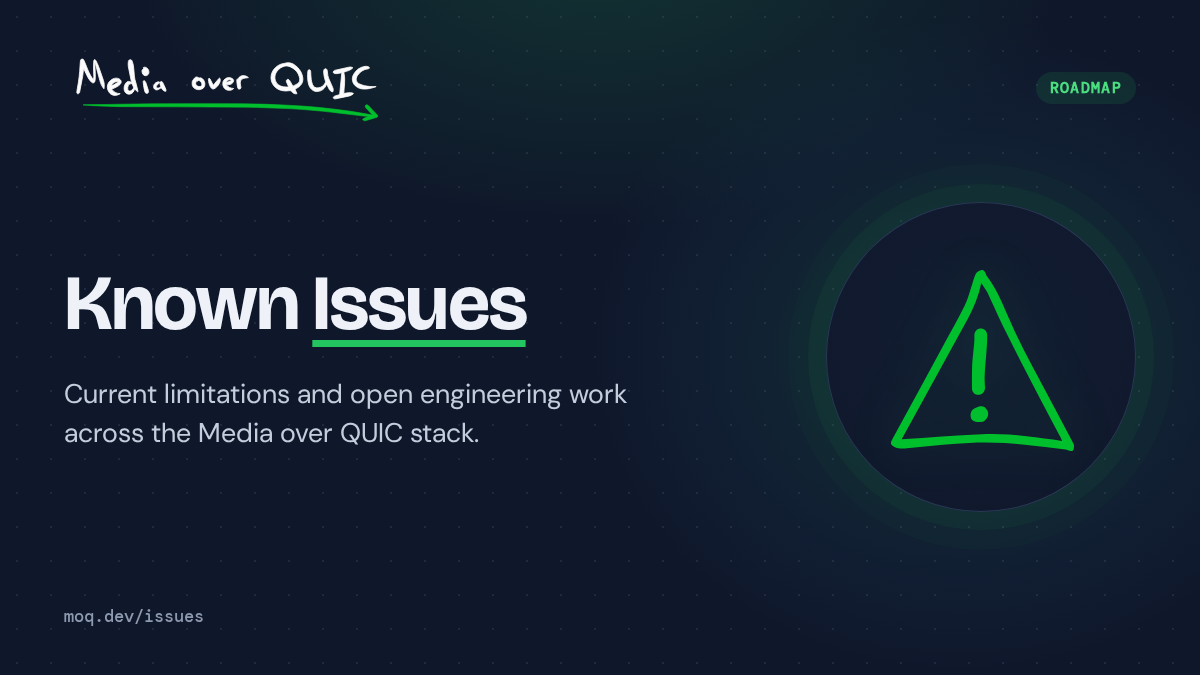 Media over QUIC
ROADMAP
Known Issues
Current limitations and open engineering work
across the Media over QUIC stack.
moq.dev/issues